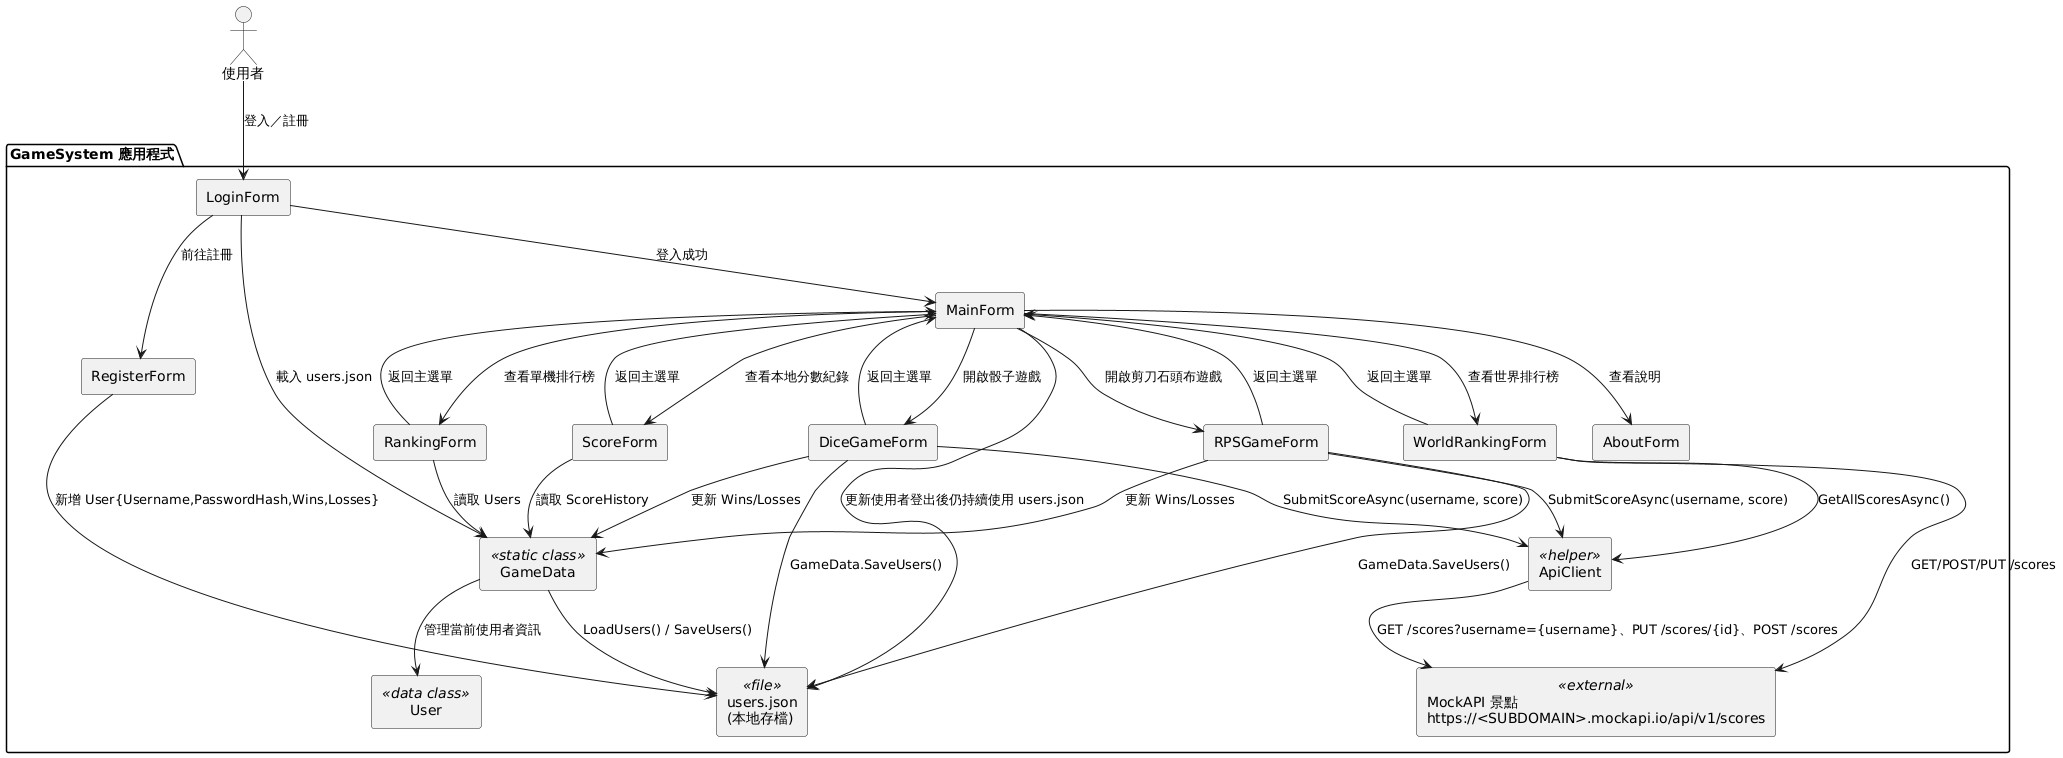 使用者
登入／註冊
GameSystem 應用程式
LoginForm
前往註冊
登入成功
MainForm
RegisterForm
載入 users.json
返回主選單
查看單機排行榜
返回主選單
查看本地分數紀錄
返回主選單
開啟骰子遊戲
開啟剪刀石頭布遊戲
返回主選單
返回主選單
查看世界排行榜
查看說明
RankingForm
ScoreForm
DiceGameForm
RPSGameForm
WorldRankingForm
AboutForm
新增 User{Username,PasswordHash,Wins,Losses}
讀取 Users
讀取 ScoreHistory
更新 Wins/Losses
更新使用者登出後仍持續使用 users.json
更新 Wins/Losses
SubmitScoreAsync(username, score)
SubmitScoreAsync(username, score)
GetAllScoresAsync()
«static class»
GameData
GameData.SaveUsers()
GameData.SaveUsers()
«helper»
ApiClient
GET/POST/PUT /scores
管理當前使用者資訊
LoadUsers() / SaveUsers()
GET /scores?username={username}、PUT /scores/{id}、POST /scores
«data class»
User
«file»
users.json
(本地存檔)
«external»
MockAPI 景點
https://<SUBDOMAIN>.mockapi.io/api/v1/scores